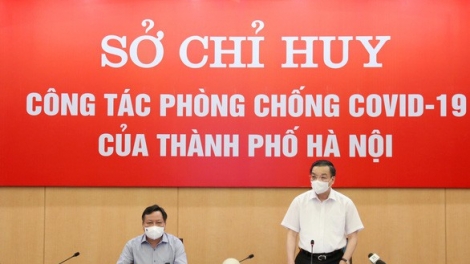 SỞ CHỈ HUY
CÔNG TÁC PHÒNG CHỐNG COVID-19
CỦA THÀNH PHỐ HÀ NỘI